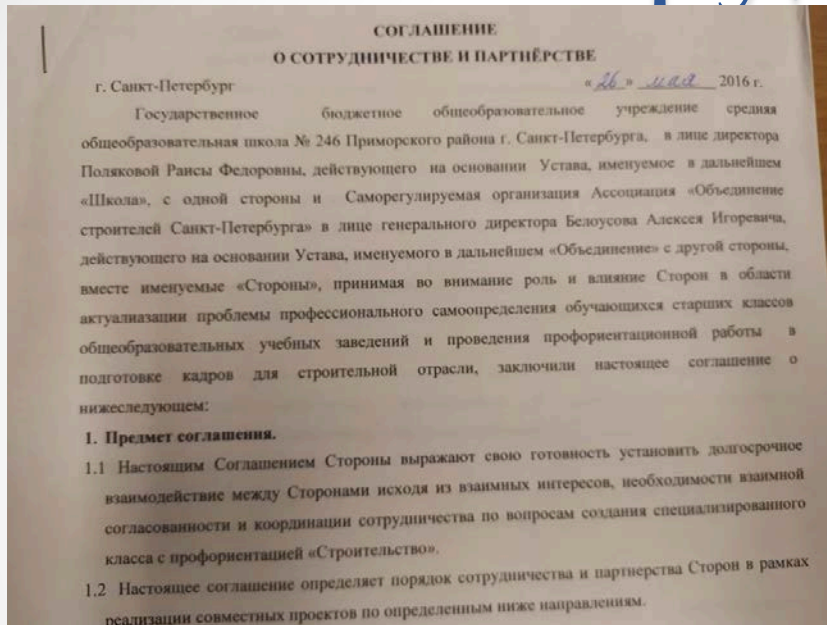 СОГЛАШЕНИЕ
О СОТРУДНИЧЕСТВЕ И ПАРТНЁРСТВЕ
г. Санкт-Петербург « 26 » мая 2016 г.
Государственное бюджетное общеобразовательное учреждение средняя
общеобразовательная школа № 246 Приморского района г. Санкт-Петербурга, в лице директора
Поляковой Раисы Федоровны, действующего на основании Устава, именуемое в дальнейшем
«Школа», с одной стороны и Саморегулируемая организация Ассоциация «Объединение
строителей Санкт-Петербурга» в лице генерального директора Белоусова Алексея Игоревича,
действующего на основании Устава, именуемого в дальнейшем «Объединение» с другой стороны,
вместе именуемые «Стороны», принимая во внимание роль и влияние Сторон в области
актуализации проблемы профессионального самоопределения обучающихся старших классов
общеобразовательных учебных заведений и проведения профориентационной работы в
подготовке кадров для строительной отрасли, заключили настоящее соглашение о
нижеследующем:
1. Предмет соглашения.
1.1 Настоящим Соглашением Стороны выражают свою готовность установить долгосрочное
взаимодействие между Сторонами исходя из взаимных интересов, необходимости взаимной
согласованности и координации сотрудничества по вопросам создания специализированного
класса с профориентацией «Строительство».
1.2 Настоящее соглашение определяет порядок сотрудничества и партнерства Сторон в рамках
реализации совместных проектов по определенным ниже направлениям.